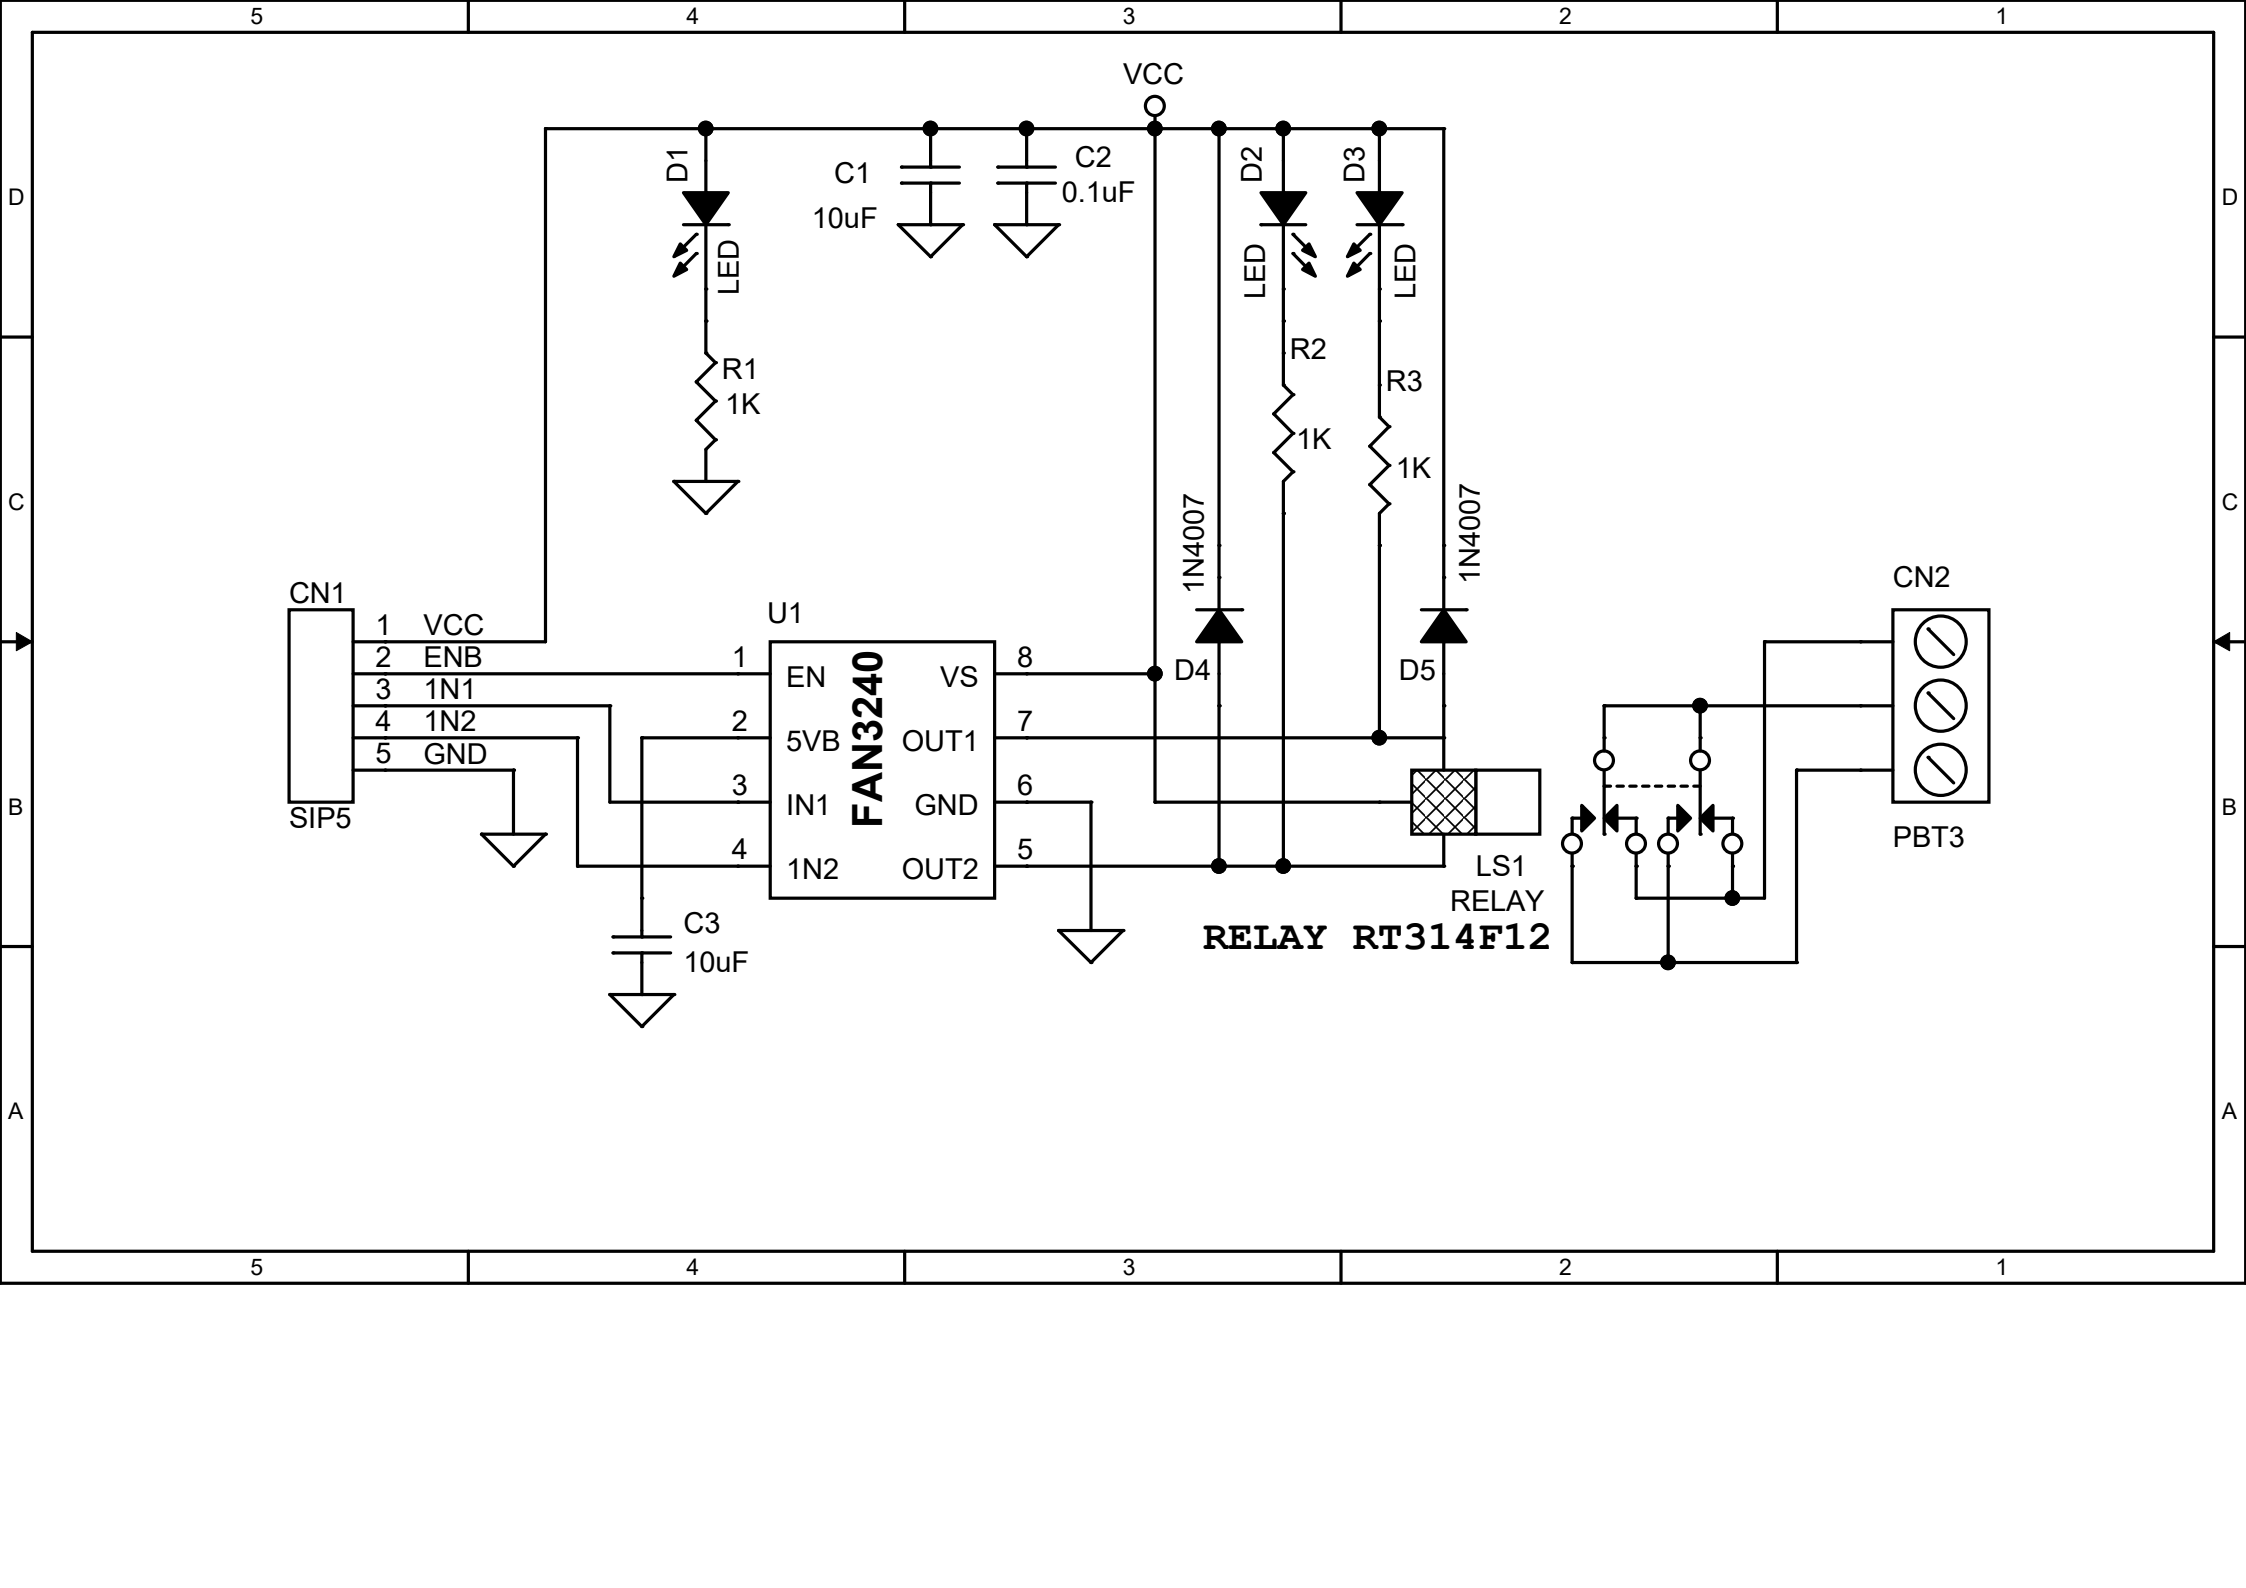 5 4 3 2 1
VCC
D1
LED
C1
10uF
C2
0.1uF
D2
LED
D3
LED
D D
R1
1K
R2
1K
R3
1K
C C
1N4007
1N4007
CN1
1 VCC
2 ENB
3 1N1
4 1N2
5 GND
SIP5
U1
FAN3240
1 EN
2 5VB
3 IN1
4 1N2
VS 8
OUT1 7
GND 6
OUT2 5
D4
D5
CN2
PBT3
B B
LS1
RELAY
RELAY RT314F12
C3
10uF
A A
5 4 3 2 1